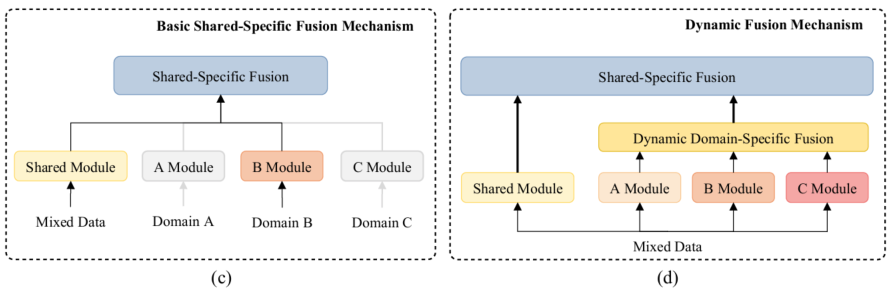 Basic Shared-Specific Fusion Mechanism
Shared-Specific Fusion
Shared Module
A Module
B Module
C Module
Mixed Data
Domain A
Domain B
Domain C
(c)
Dynamic Fusion Mechanism
Shared-Specific Fusion
Dynamic Domain-Specific Fusion
Shared Module
A Module
B Module
C Module
Mixed Data
(d)